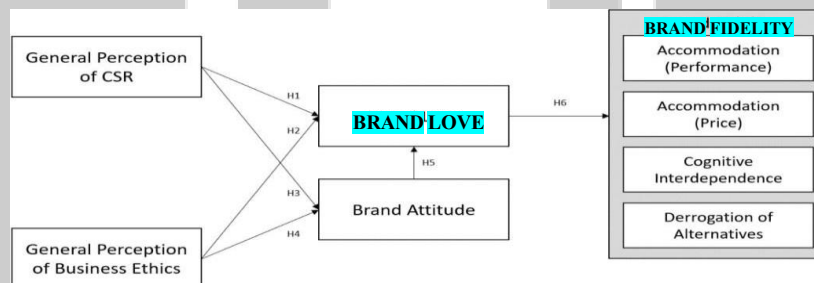 General Perception
of CSR
H1
H2
H3
H4
General Perception
of Business Ethics
BRAND LOVE
H5
Brand Attitude
H6
BRAND FIDELITY
Accommodation
(Performance)
Accommodation
(Price)
Cognitive
Interdependence
Derrogation of
Alternatives